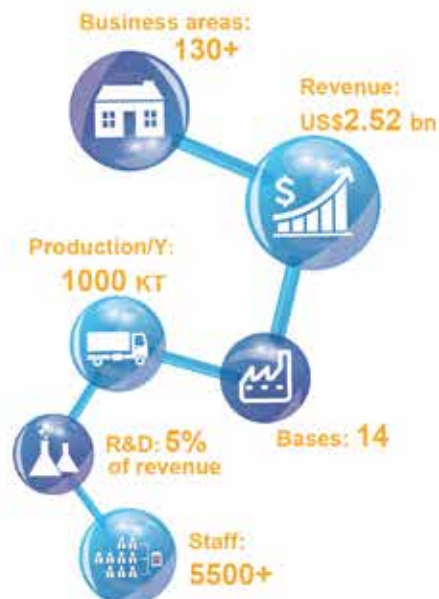 Business areas:
130+
Revenue:
US$2.52 bn
$
Production/Y:
1000 KT
Bases: 14
R&D: 5%
of revenue
Staff:
5500+